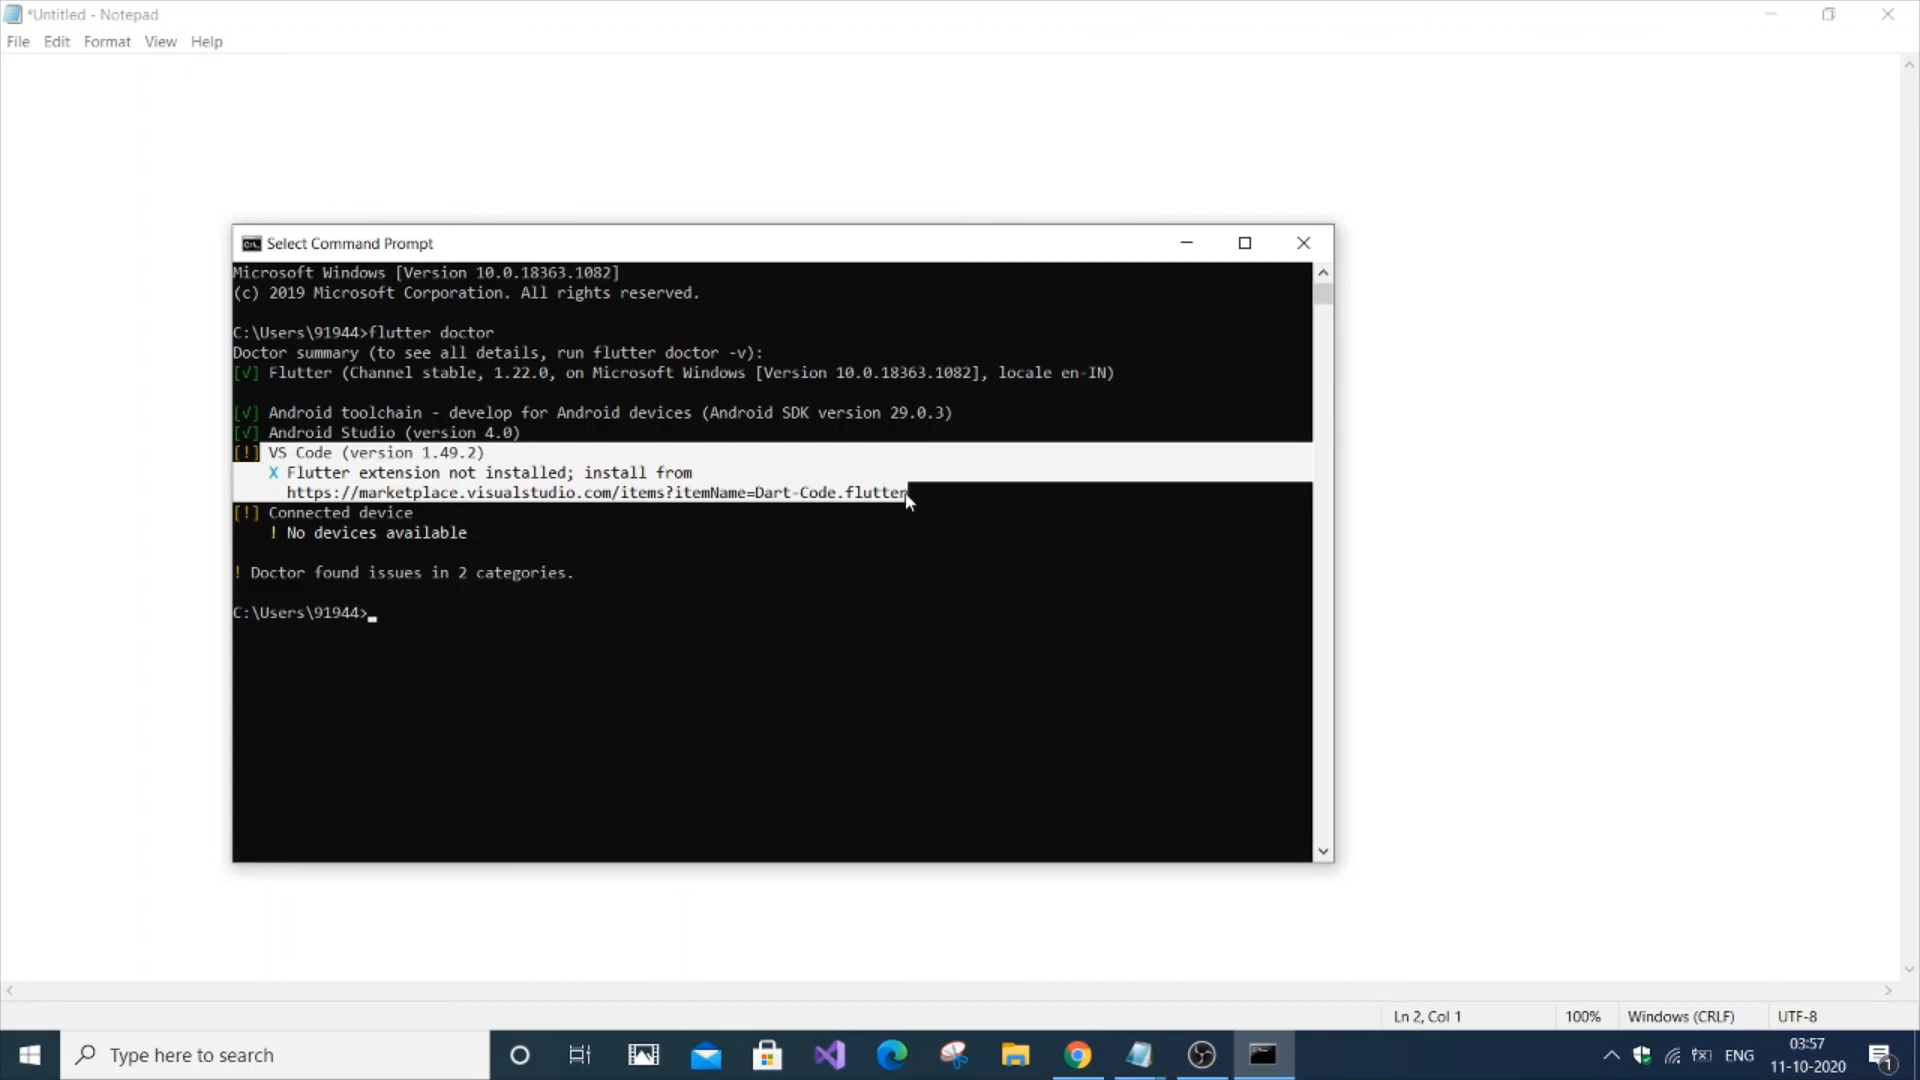 *Untitled - Notepad
File Edit Format View Help
Select Command Prompt
Microsoft Windows [Version 10.0.18363.1082]
(c) 2019 Microsoft Corporation. All rights reserved.
C:\Users\91944>flutter doctor
Doctor summary (to see all details, run flutter doctor -v):
[√] Flutter (Channel stable, 1.22.0, on Microsoft Windows [Version 10.0.18363.1082], locale en-IN)
[√] Android toolchain - develop for Android devices (Android SDK version 29.0.3)
[√] Android Studio (version 4.0)
[!] VS Code (version 1.49.2)
X Flutter extension not installed; install from
https://marketplace.visualstudio.com/items?itemName=Dart-Code.flutter
[!] Connected device
! No devices available
! Doctor found issues in 2 categories.
C:\Users\91944>
Ln 2, Col 1 100% Windows (CRLF) UTF-8
Type here to search
ENG
03:57
11-10-2020
1